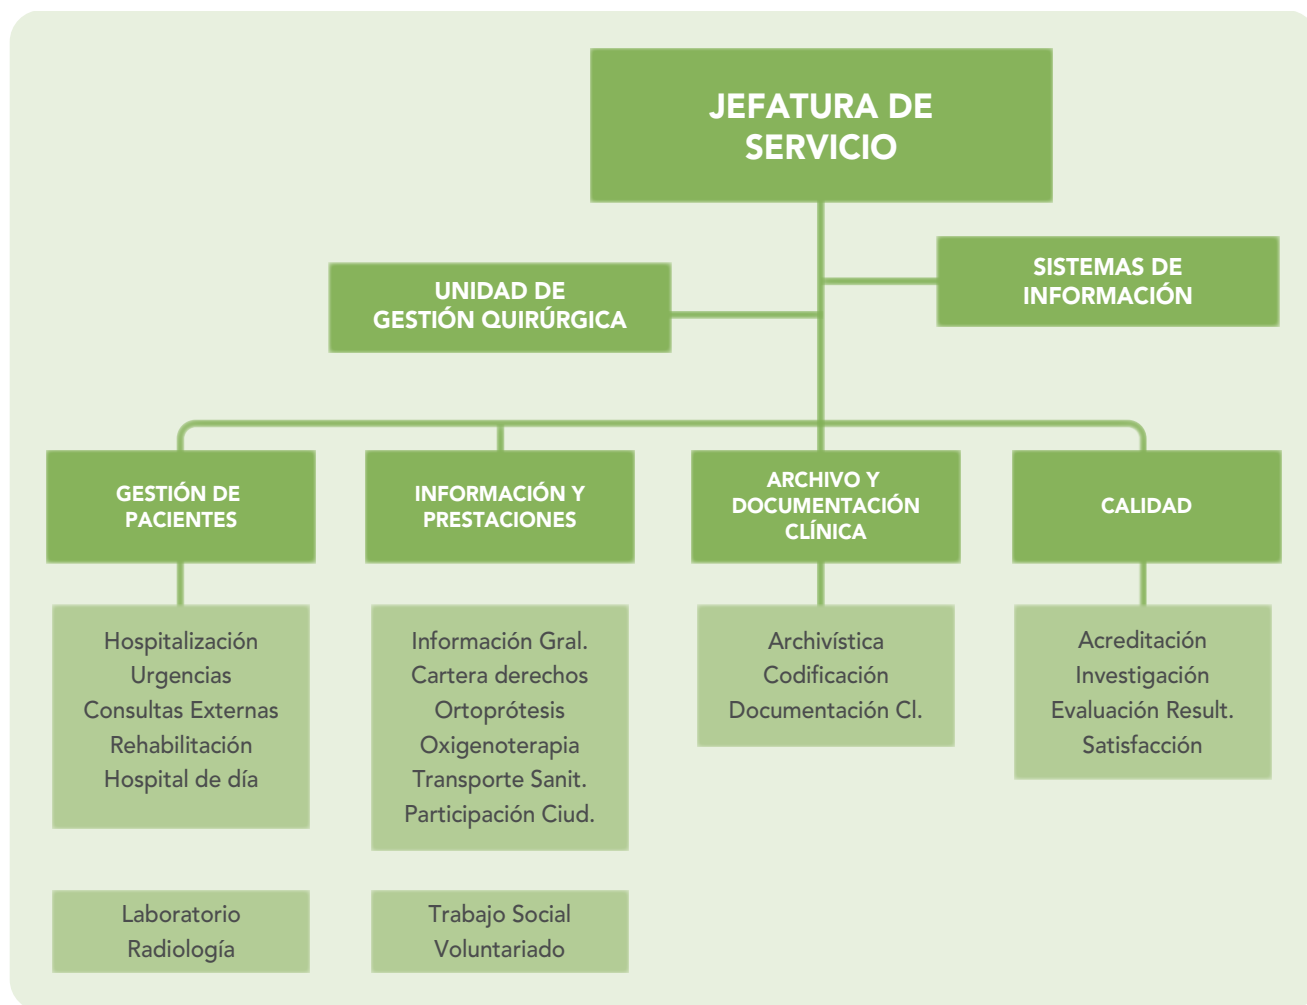 JEFATURA DE
SERVICIO
SISTEMAS DE
INFORMACIÓN
UNIDAD DE
GESTIÓN QUIRÚRGICA
GESTIÓN DE
PACIENTES
INFORMACIÓN Y
PRESTACIONES
ARCHIVO Y
DOCUMENTACIÓN
CLÍNICA
CALIDAD
Hospitalización
Urgencias
Consultas Externas
Rehabilitación
Hospital de día
Información Gral.
Cartera derechos
Ortoprótesis
Oxigenoterapia
Transporte Sanit.
Participación Ciud.
Archivística
Codificación
Documentación Cl.
Acreditación
Investigación
Evaluación Result.
Satisfacción
Laboratorio
Radiología
Trabajo Social
Voluntariado